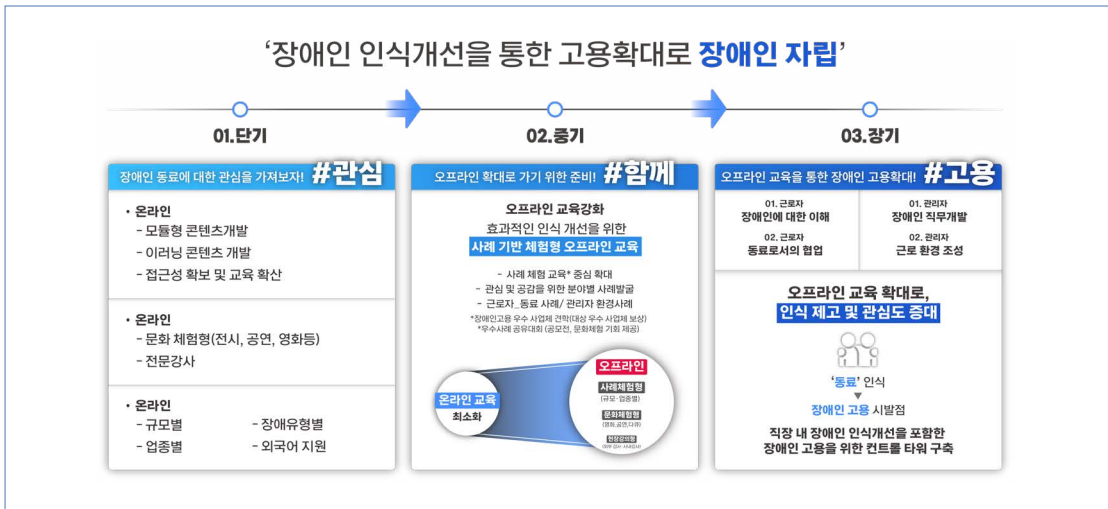 ‘장애인 인식개선을 통한 고용확대로 장애인 자립’
01.단기
02.중기
03.장기
장애인 동료에 대한 관심을 가져보자! #관심
• 온라인
- 모듈형 콘텐츠개발
- 이러닝 콘텐츠 개발
- 접근성 확보 및 교육 확산
• 온라인
- 문화 체험형(전시, 공연, 영화등)
- 전문강사
• 온라인
- 규모별
- 장애유형별
- 업종별
- 외국어 지원
오프라인 확대로 가기 위한 준비! #함께
오프라인 교육강화
효과적인 인식 개선을 위한
사례 기반 체험형 오프라인 교육
- 사례 체험 교육* 중심 확대
- 관심 및 공감을 위한 분야별 사례발굴
- 근로자_동료 사례/ 관리자 환경사례
*장애인고용 우수 사업체 견학(대상 우수 사업체 보상)
*우수사례 공유대회 (공모전, 문화체험 기회 제공)
온라인 교육
최소화
오프라인
사례체험형
(규모·업종별)
문화체험형
(영화,공연,다큐)
현장강의형
오프라인 교육을 통한 장애인 고용확대! #고용
01. 근로자
장애인에 대한 이해
02. 근로자
동료로서의 협업
01. 관리자
장애인 직무개발
02. 관리자
근로 환경 조성
오프라인 교육 확대로,
인식 제고 및 관심도 증대
‘동료’ 인식
장애인 고용 시발점
직장 내 장애인 인식개선을 포함한
장애인 고용을 위한 컨트롤 타워 구축